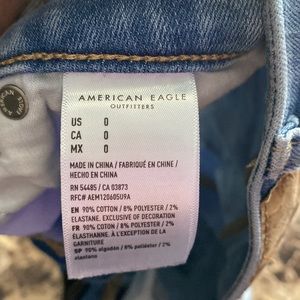 AMERICAN EAGLE
OUTFITTERS
US 0
CA 0
MX 0
MADE IN CHINA / FABRIQUÉ EN CHINE /
HECHO EN CHINA
RN 54485 / CA 03873
RFC# AEM120605U9A
EN 90% COTTON / 8% POLYESTER / 2%
ELASTANE. EXCLUSIVE OF DECORATION
FR 90% COTON / 8% POLYESTER / 2%
ÉLASTHANNE. À L'EXCEPTION DE LA
GARNITURE
SP 90% algodón / 8% poliéster / 2%
elastano